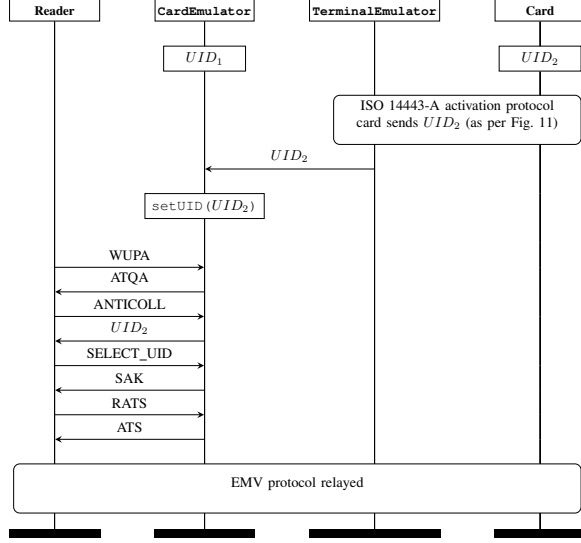 Reader CardEmulator TerminalEmulator Card
UID₁ UID₂
ISO 14443-A activation protocol
card sends UID₂ (as per Fig. 11)
UID₂
setUID(UID₂)
WUPA
ATQA
ANTICOLL
UID₂
SELECT_UID
SAK
RATS
ATS
EMV protocol relayed